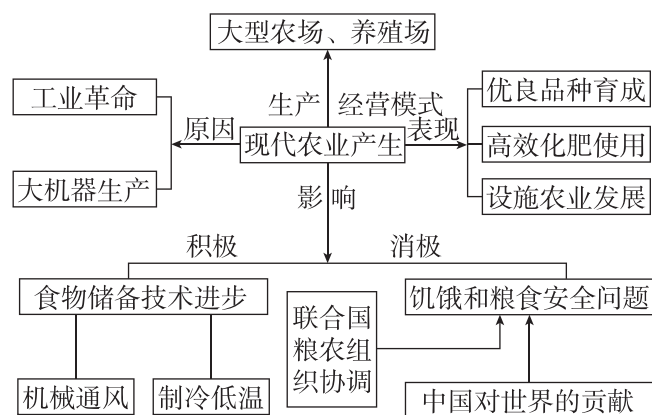 大型农场、养殖场
工业革命
生产 经营模式
优良品种育成
原因
现代农业产生
表现
高效化肥使用
大机器生产
影响
设施农业发展
积极
消极
食物储备技术进步
联合国
粮农组
织协调
饥饿和粮食安全问题
机械通风
制冷低温
中国对世界的贡献